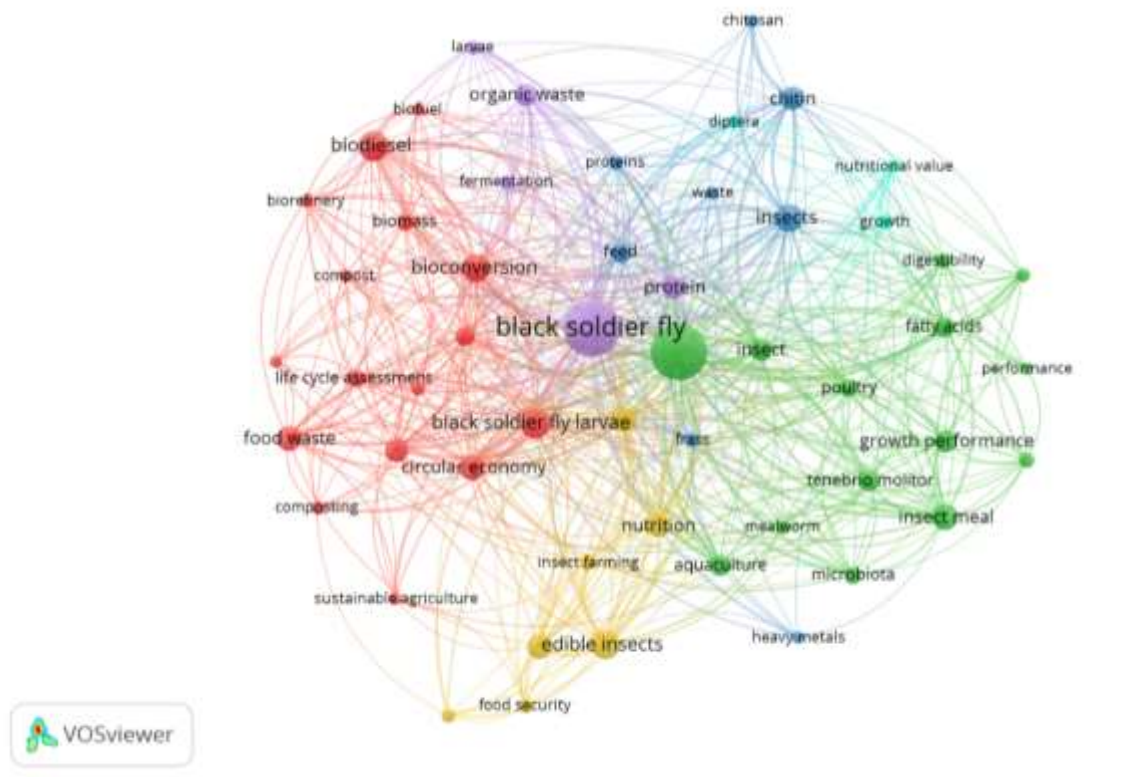 chitosan
larvae
organic waste
chitin
biofuel
diptera
biodiesel
proteins
nutritional value
fermentation
waste
biorefinery
biomass
insects
growth
feed
digestibility
bioconversion
compost
protein
black soldier fly
fatty acids
insect
performance
life cycle assessment
poultry
black soldier fly larvae
food waste
frass
growth performance
circular economy
tenebrio molitor
composting
insect meal
nutrition
mealworm
insect farming
aquaculture
microbiota
sustainable agriculture
heavy metals
edible insects
food security
VOSviewer